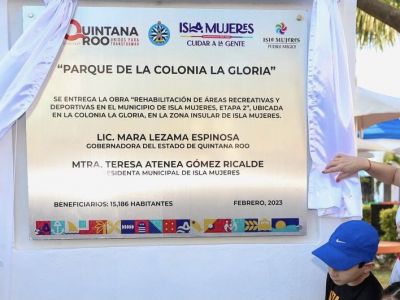 QUINTANA ROO
UNIDOS PARA TRANSFORMAR
ISLA MUJERES
CUIDAR A LA GENTE
ISLA MUJERES
PUEBLO MÁGICO
"PARQUE DE LA COLONIA LA GLORIA"
SE ENTREGA LA OBRA "REHABILITACIÓN DE ÁREAS RECREATIVAS Y
DEPORTIVAS EN EL MUNICIPIO DE ISLA MUJERES, ETAPA 2", UBICADA
EN LA COLONIA LA GLORIA, EN LA ZONA INSULAR DE ISLA MUJERES.
LIC. MARA LEZAMA ESPINOSA
GOBERNADORA DEL ESTADO DE QUINTANA ROO
MTRA. TERESA ATENEA GÓMEZ RICALDE
ESIDENTA MUNICIPAL DE ISLA MUJERES
BENEFICIARIOS: 15,186 HABITANTES FEBRERO, 2023